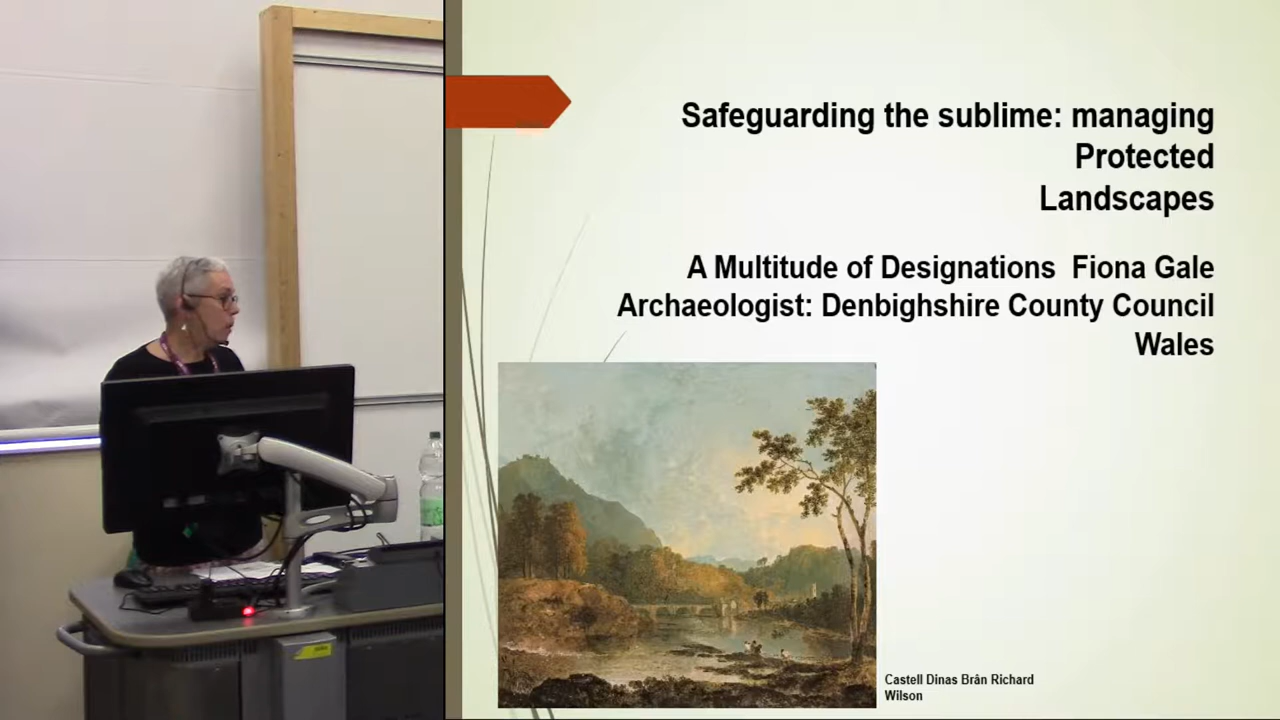 Safeguarding the sublime: managing
Protected
Landscapes
A Multitude of Designations Fiona Gale
Archaeologist: Denbighshire County Council
Wales
Castell Dinas Brân Richard
Wilson